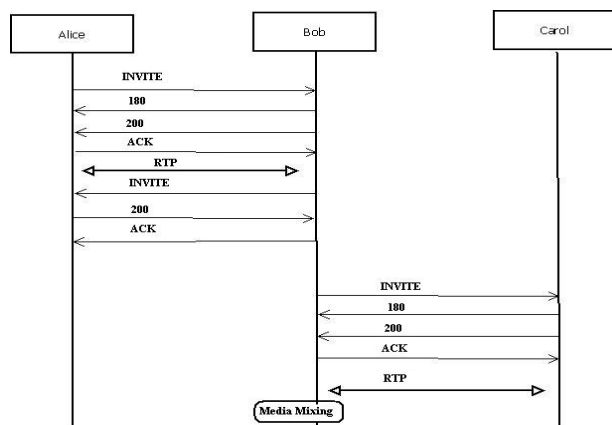 Alice
Bob
Carol
INVITE
180
200
ACK
RTP
INVITE
200
ACK
INVITE
180
200
ACK
RTP
Media Mixing